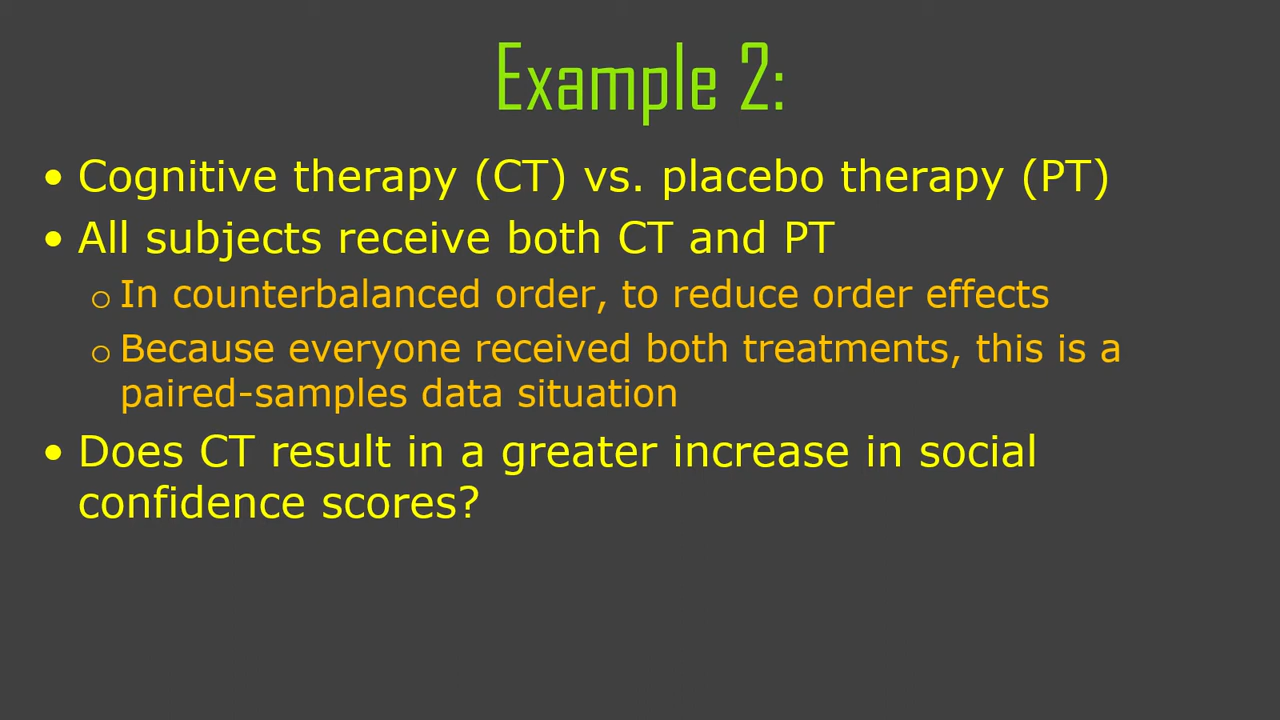 Example 2:
• Cognitive therapy (CT) vs. placebo therapy (PT)
• All subjects receive both CT and PT
o In counterbalanced order, to reduce order effects
o Because everyone received both treatments, this is a
paired-samples data situation
• Does CT result in a greater increase in social
confidence scores?